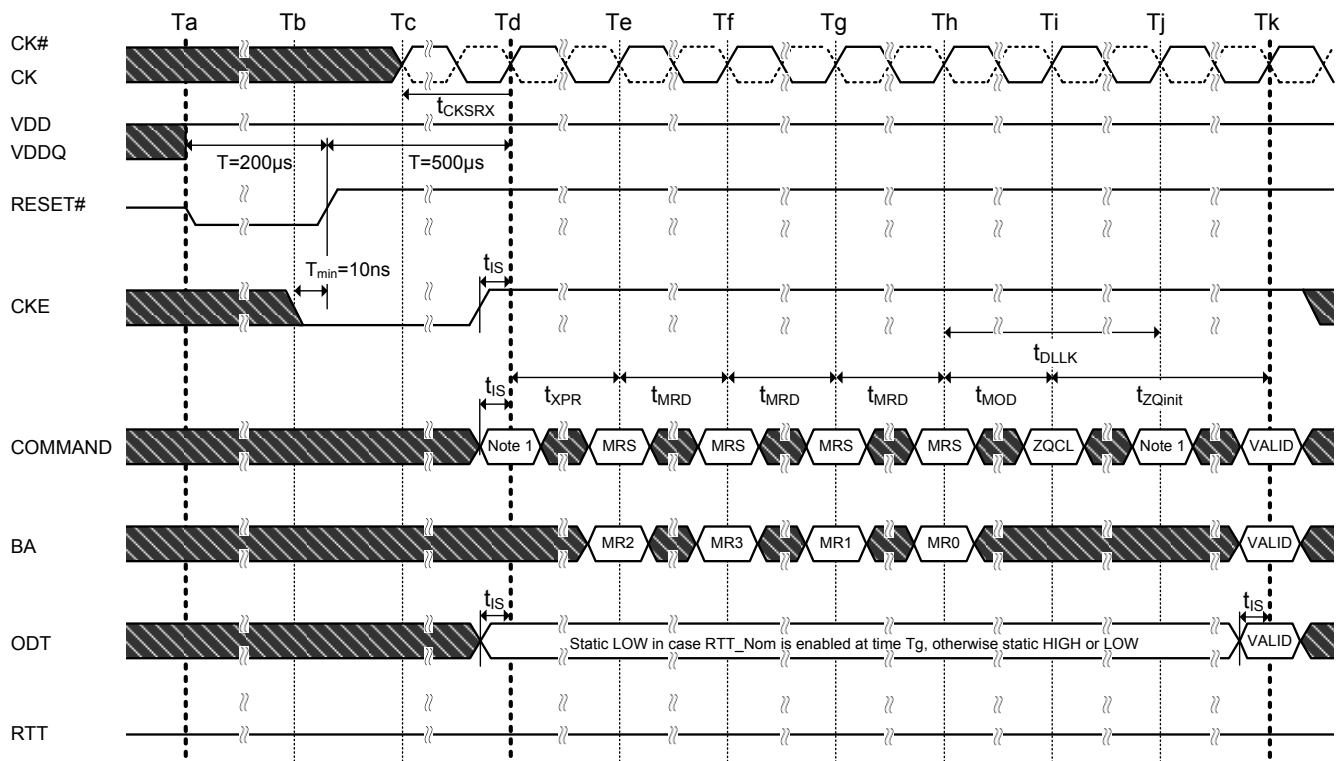 Ta Tb Tc Td Te Tf Tg Th Ti Tj Tk
CK#
CK
tCKSRX
VDD
VDDQ
T=200µs T=500µs
RESET#
Tmin=10ns tIS
CKE
tDLLK
tIS tXPR tMRD tMRD tMRD tMOD tZQinit
COMMAND Note 1 MRS MRS MRS MRS ZQCL Note 1 VALID
BA MR2 MR3 MR1 MR0 VALID
tIS tIS
ODT Static LOW in case RTT_Nom is enabled at time Tg, otherwise static HIGH or LOW VALID
RTT